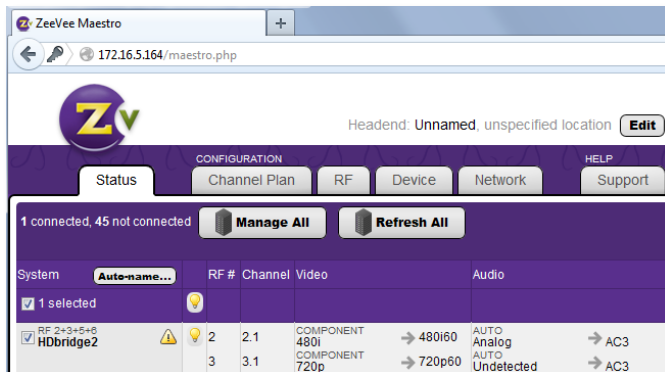 ZeeVee Maestro
172.16.5.164/maestro.php
Zv
Headend: Unnamed, unspecified location Edit
CONFIGURATION HELP
Status Channel Plan RF Device Network Support
1 connected, 45 not connected Manage All Refresh All
System Auto-name... RF # Channel Video Audio
1 selected
RF 2+3+5+6 COMPONENT AUTO
HDbridge2 2 2.1 480i 480i60 Analog AC3
COMPONENT AUTO
3 3.1 720p 720p60 Undetected AC3